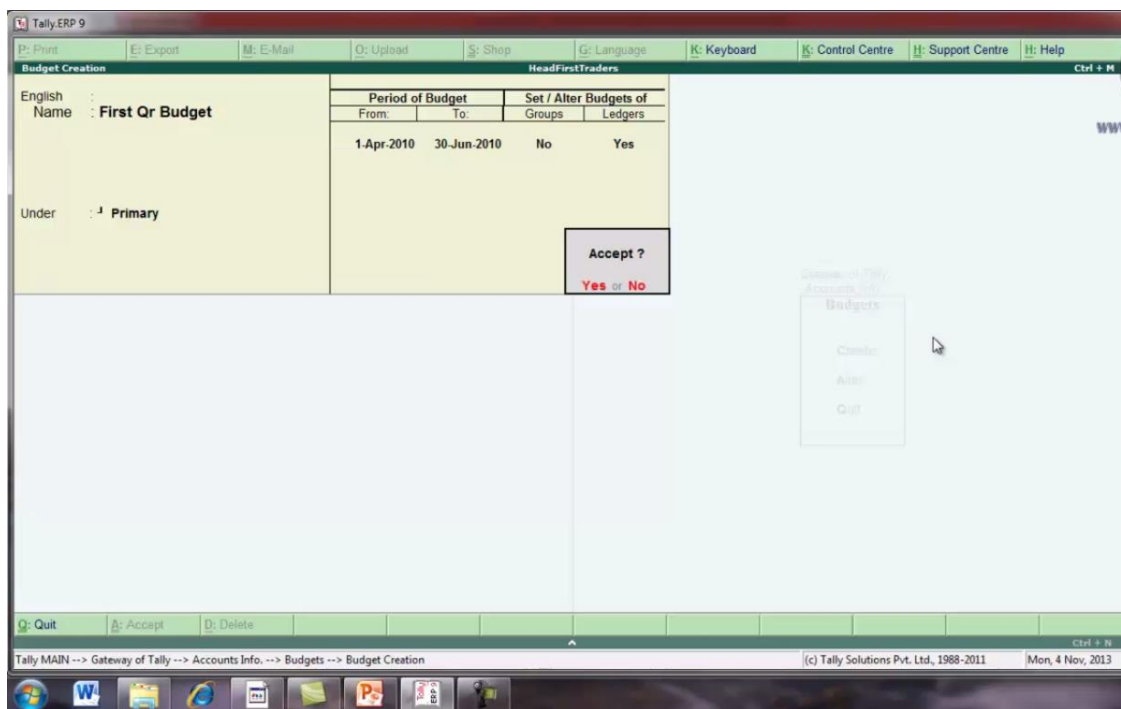 Tally.ERP 9
P: Print E: Export M: E-Mail O: Upload S: Shop G: Language K: Keyboard K: Control Centre H: Support Centre H: Help
Budget Creation HeadFirstTraders Ctrl + M
English :
Name : First Qr Budget
Period of Budget Set / Alter Budgets of
From: To: Groups Ledgers
1-Apr-2010 30-Jun-2010 No Yes
Under : Primary
Accept ?
Yes or No
Budgets
Create
Alter
Quit
Q: Quit A: Accept D: Delete
Ctrl + N
Tally MAIN --> Gateway of Tally --> Accounts Info. --> Budgets --> Budget Creation (c) Tally Solutions Pvt. Ltd., 1988-2011 Mon, 4 Nov, 2013
Tally ERP 9